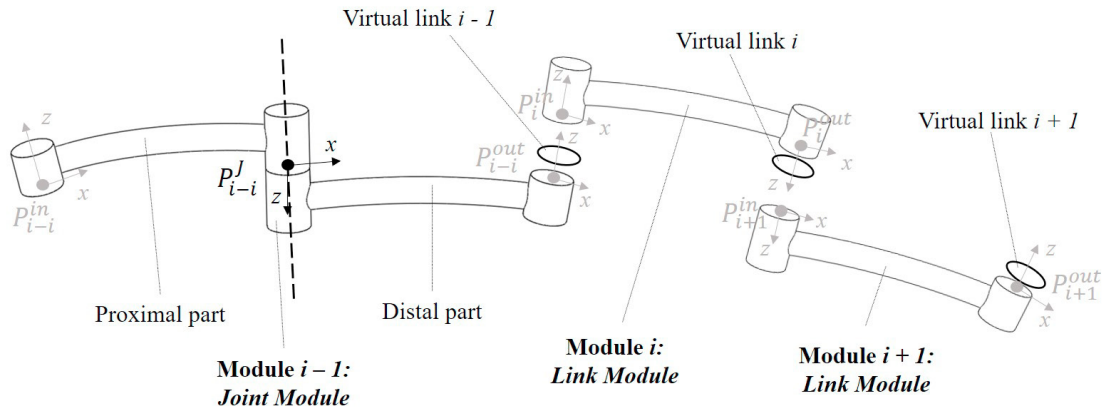 Virtual link i - 1
Virtual link i
Virtual link i + 1
z
x
P_{i-i}^{in}
P_{i-i}^{J}
x
z
P_{i-i}^{out}
z
x
P_i^{in}
z
x
P_i^{out}
x
z
P_{i+1}^{in}
x
z
P_{i+1}^{out}
z
x
Proximal part
Distal part
Module i – 1:
Joint Module
Module i:
Link Module
Module i + 1:
Link Module